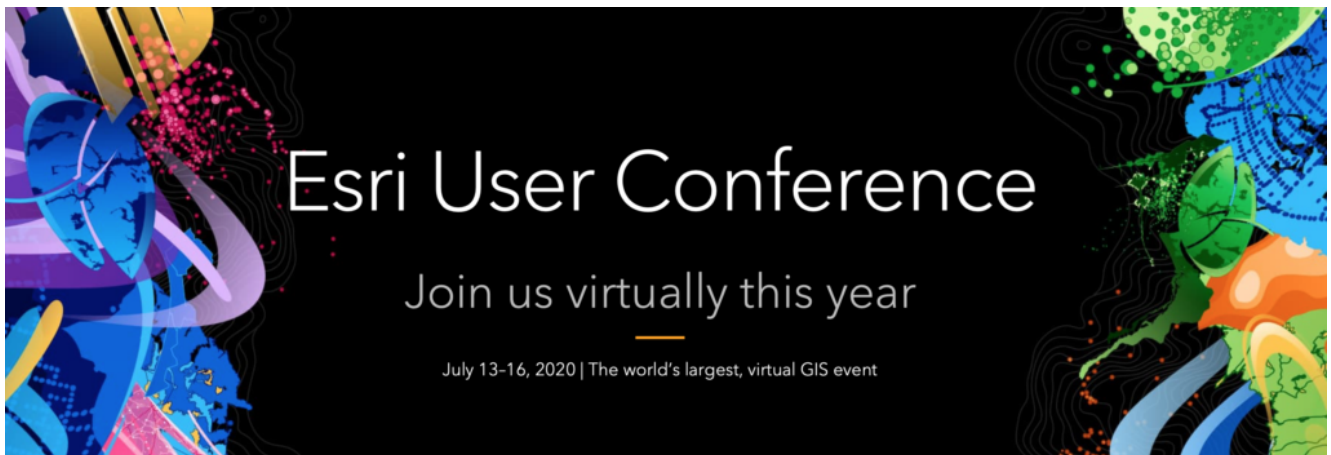 Esri User Conference
Join us virtually this year
July 13–16, 2020 | The world's largest, virtual GIS event